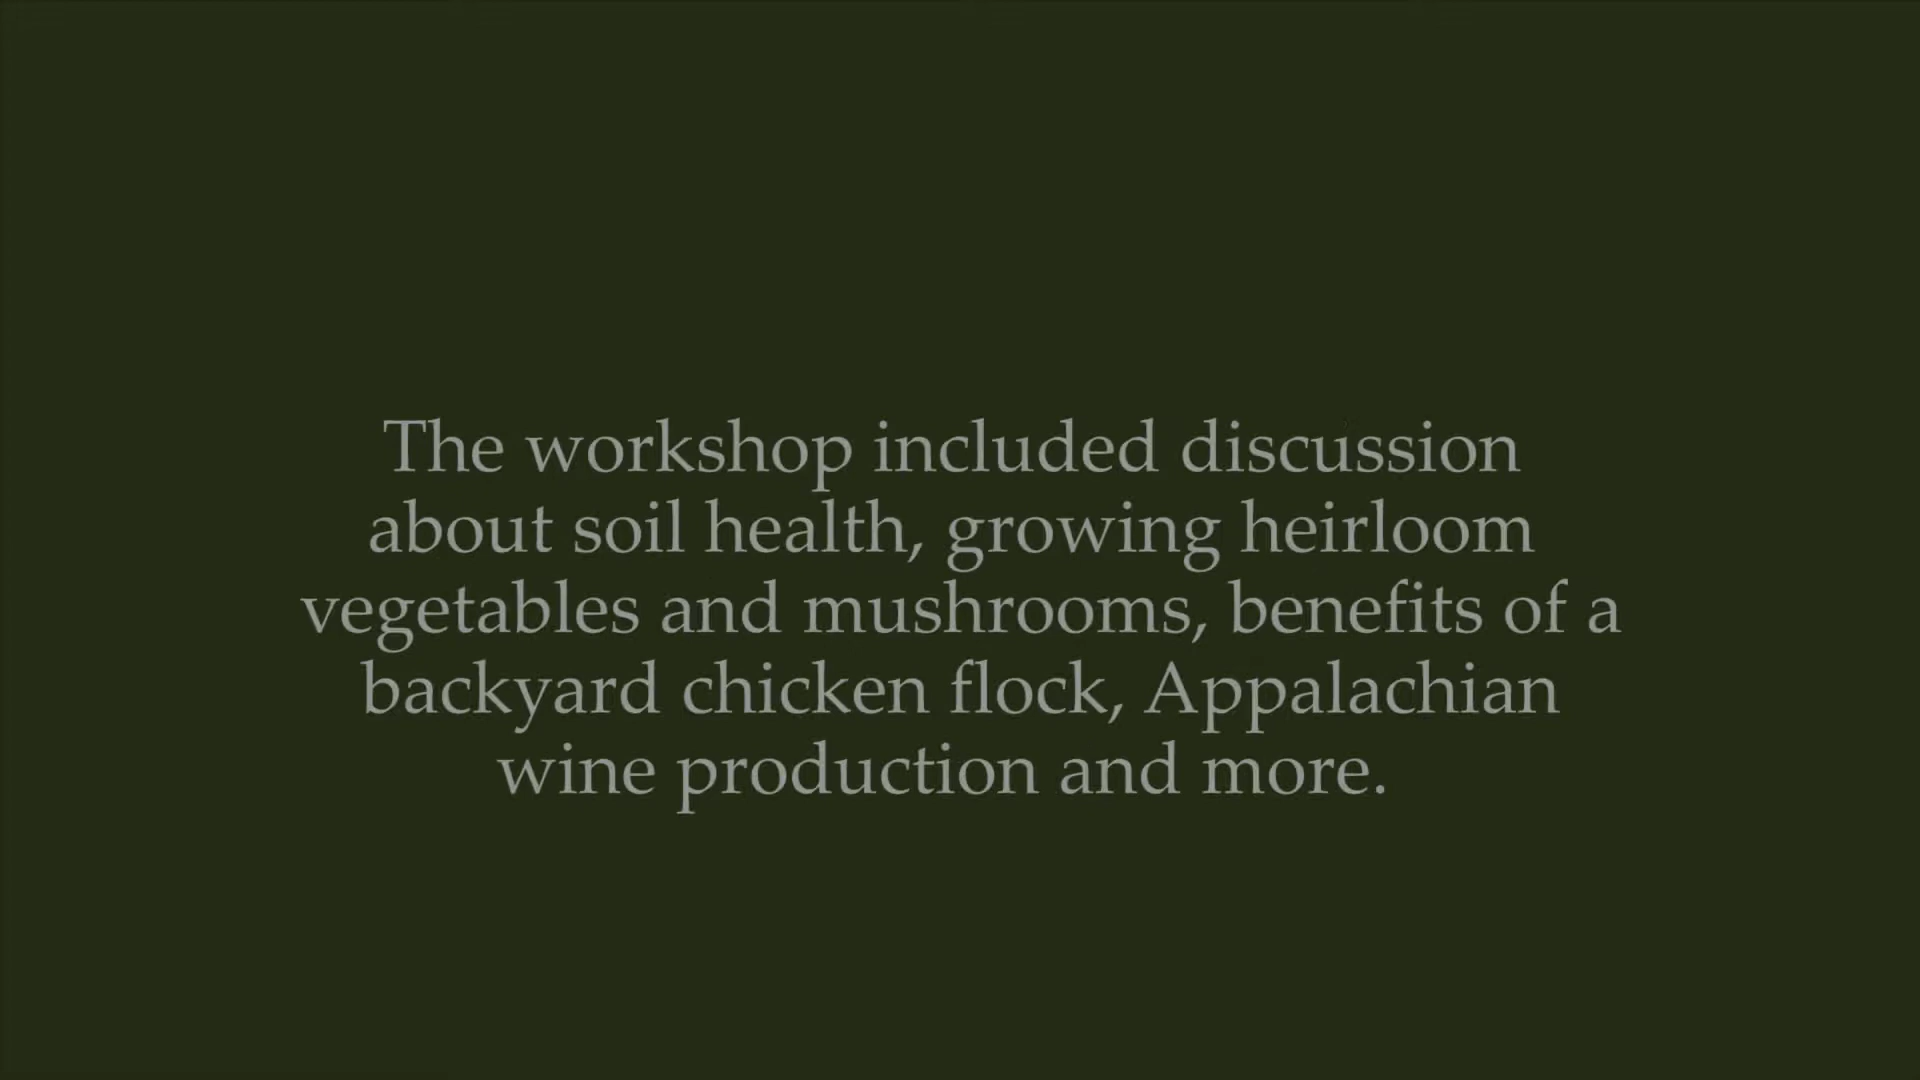 The workshop included discussion
about soil health, growing heirloom
vegetables and mushrooms, benefits of a
backyard chicken flock, Appalachian
wine production and more.